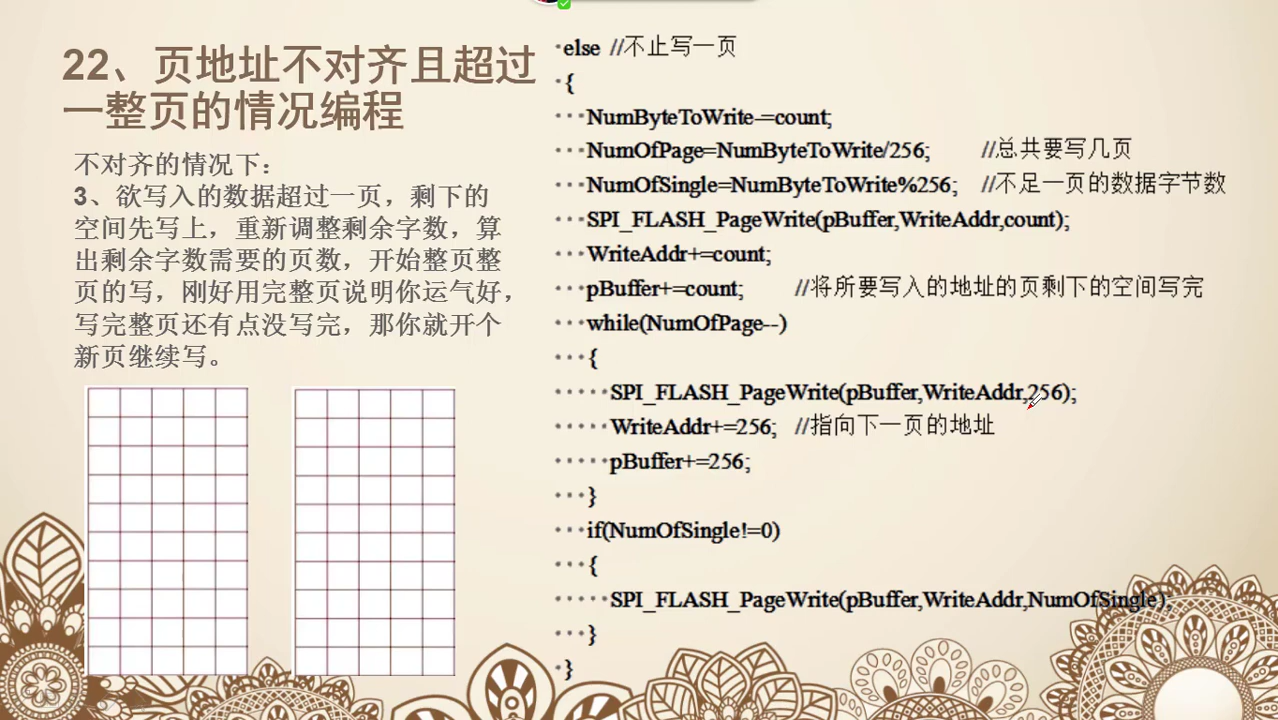 22、页地址不对齐且超过
一整页的情况编程
不对齐的情况下:
3、欲写入的数据超过一页，剩下的
空间先写上，重新调整剩余字数，算
出剩余字数需要的页数，开始整页整
页的写，刚好用完整页说明你运气好，
写完整页还有点没写完，那你就开个
新页继续写。
else //不止写一页
{
NumByteToWrite-=count;
NumOfPage=NumByteToWrite/256; //总共要写几页
NumOfSingle=NumByteToWrite%256; //不足一页的数据字节数
SPI_FLASH_PageWrite(pBuffer,WriteAddr,count);
WriteAddr+=count;
pBuffer+=count; //将所要写入的地址的页剩下的空间写完
while(NumOfPage--)
{
SPI_FLASH_PageWrite(pBuffer,WriteAddr,256);
WriteAddr+=256; //指向下一页的地址
pBuffer+=256;
}
if(NumOfSingle!=0)
{
SPI_FLASH_PageWrite(pBuffer,WriteAddr,NumOfSingle);
}
}